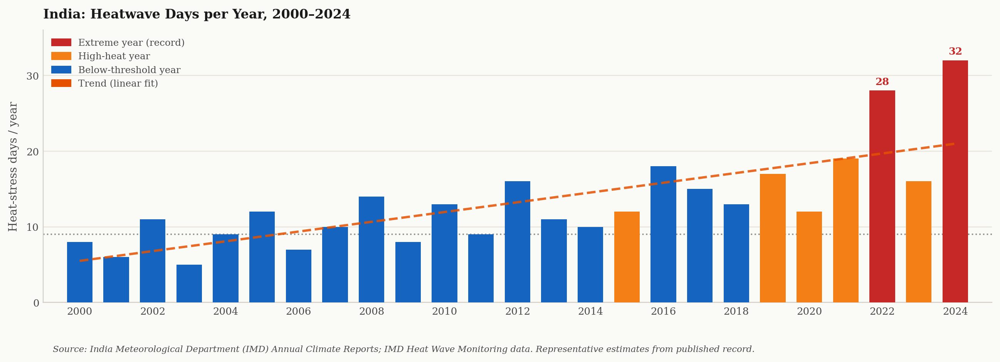 India: Heatwave Days per Year, 2000–2024
Extreme year (record)
High-heat year
Below-threshold year
Trend (linear fit)
Heat-stress days / year
30
20
10
0
28
32
2000 2002 2004 2006 2008 2010 2012 2014 2016 2018 2020 2022 2024
Source: India Meteorological Department (IMD) Annual Climate Reports; IMD Heat Wave Monitoring data. Representative estimates from published record.